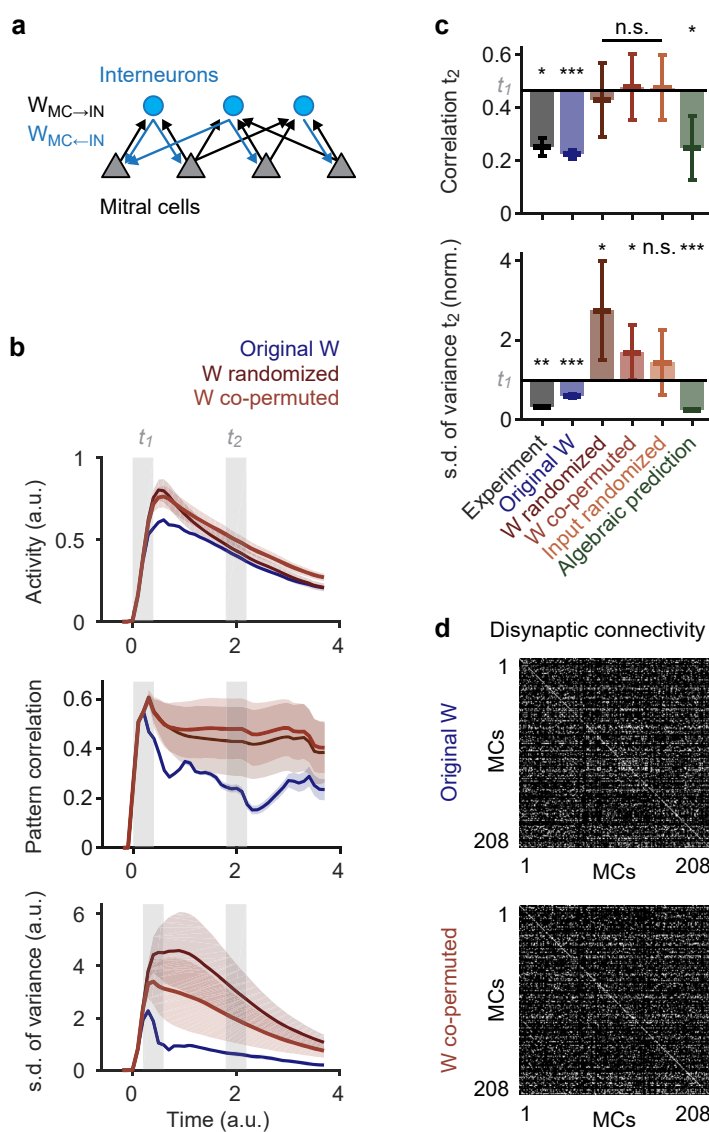 a
Interneurons
W_MC→IN
W_MC←IN
Mitral cells
b
Original W
W randomized
W co-permuted
t1
t2
Activity (a.u.)
1
0.5
0
0
2
4
Pattern correlation
0.6
0.4
0.2
0
0
2
4
s.d. of variance (a.u.)
6
4
2
0
0
2
4
Time (a.u.)
c
n.s.
*
*
***
Correlation t2
0.6
t1
0.4
0.2
0
s.d. of variance t2 (norm.)
4
2
t1
0
**
***
*
*
n.s.
***
Experiment
Original W
W randomized
W co-permuted
Input randomized
Algebraic prediction
d
Disynaptic connectivity
Original W
MCs
1
208
1
MCs
208
W co-permuted
MCs
1
208
1
MCs
208